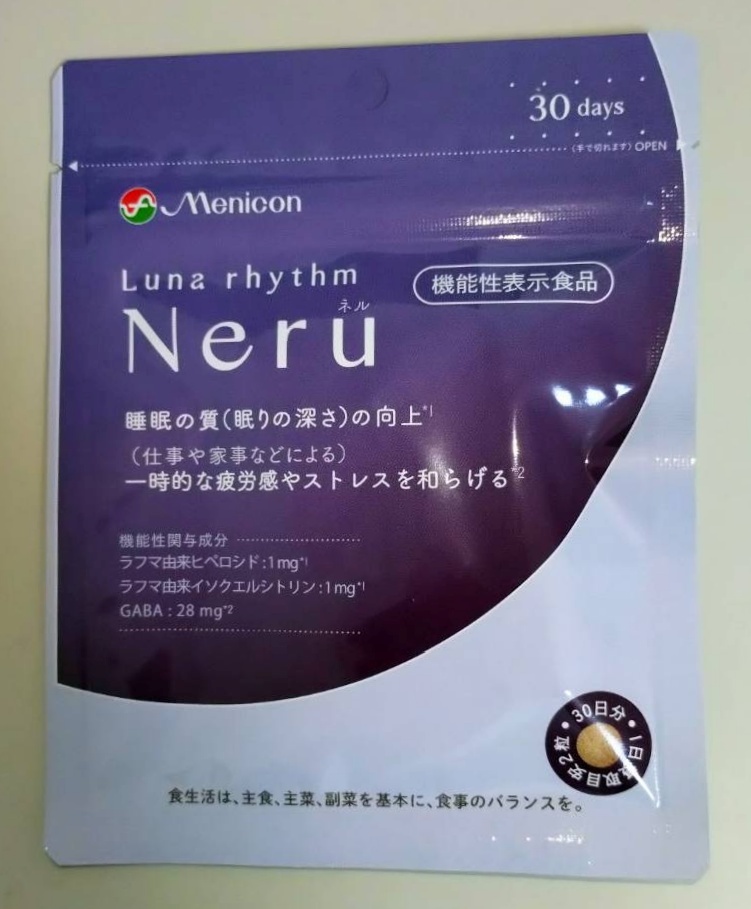 30 days
(手で切れます) OPEN
Menicon
Luna rhythm
機能性表示食品
ネル
Neru
睡眠の質(眠りの深さ)の向上*1
(仕事や家事などによる)
一時的な疲労感やストレスを和らげる*2
機能性関与成分
ラフマ由来ヒペロシド:1mg*1
ラフマ由来イソクエルシトリン:1mg*1
GABA : 28 mg*2
・30日分・1日摂取目安2粒
食生活は、主食、主菜、副菜を基本に、食事のバランスを。